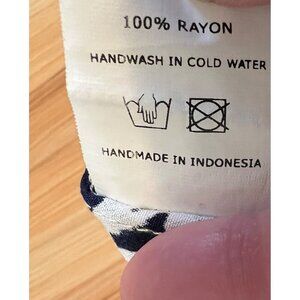 100% RAYON
HANDWASH IN COLD WATER
HANDMADE IN INDONESIA